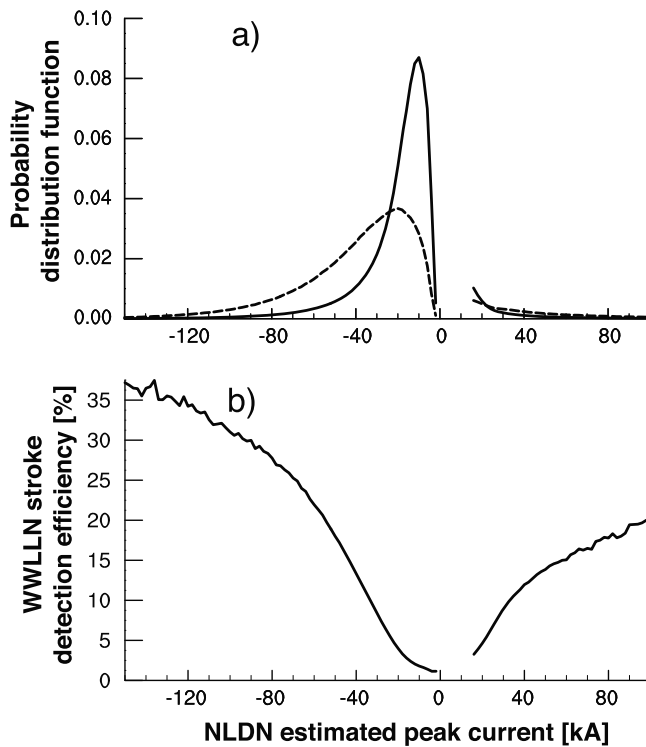 a)
Probability
distribution function
0.10
0.08
0.06
0.04
0.02
0.00
-120 -80 -40 0 40 80
b)
WWLLN stroke
detection efficiency [%]
35
30
25
20
15
10
5
0
-120 -80 -40 0 40 80
NLDN estimated peak current [kA]